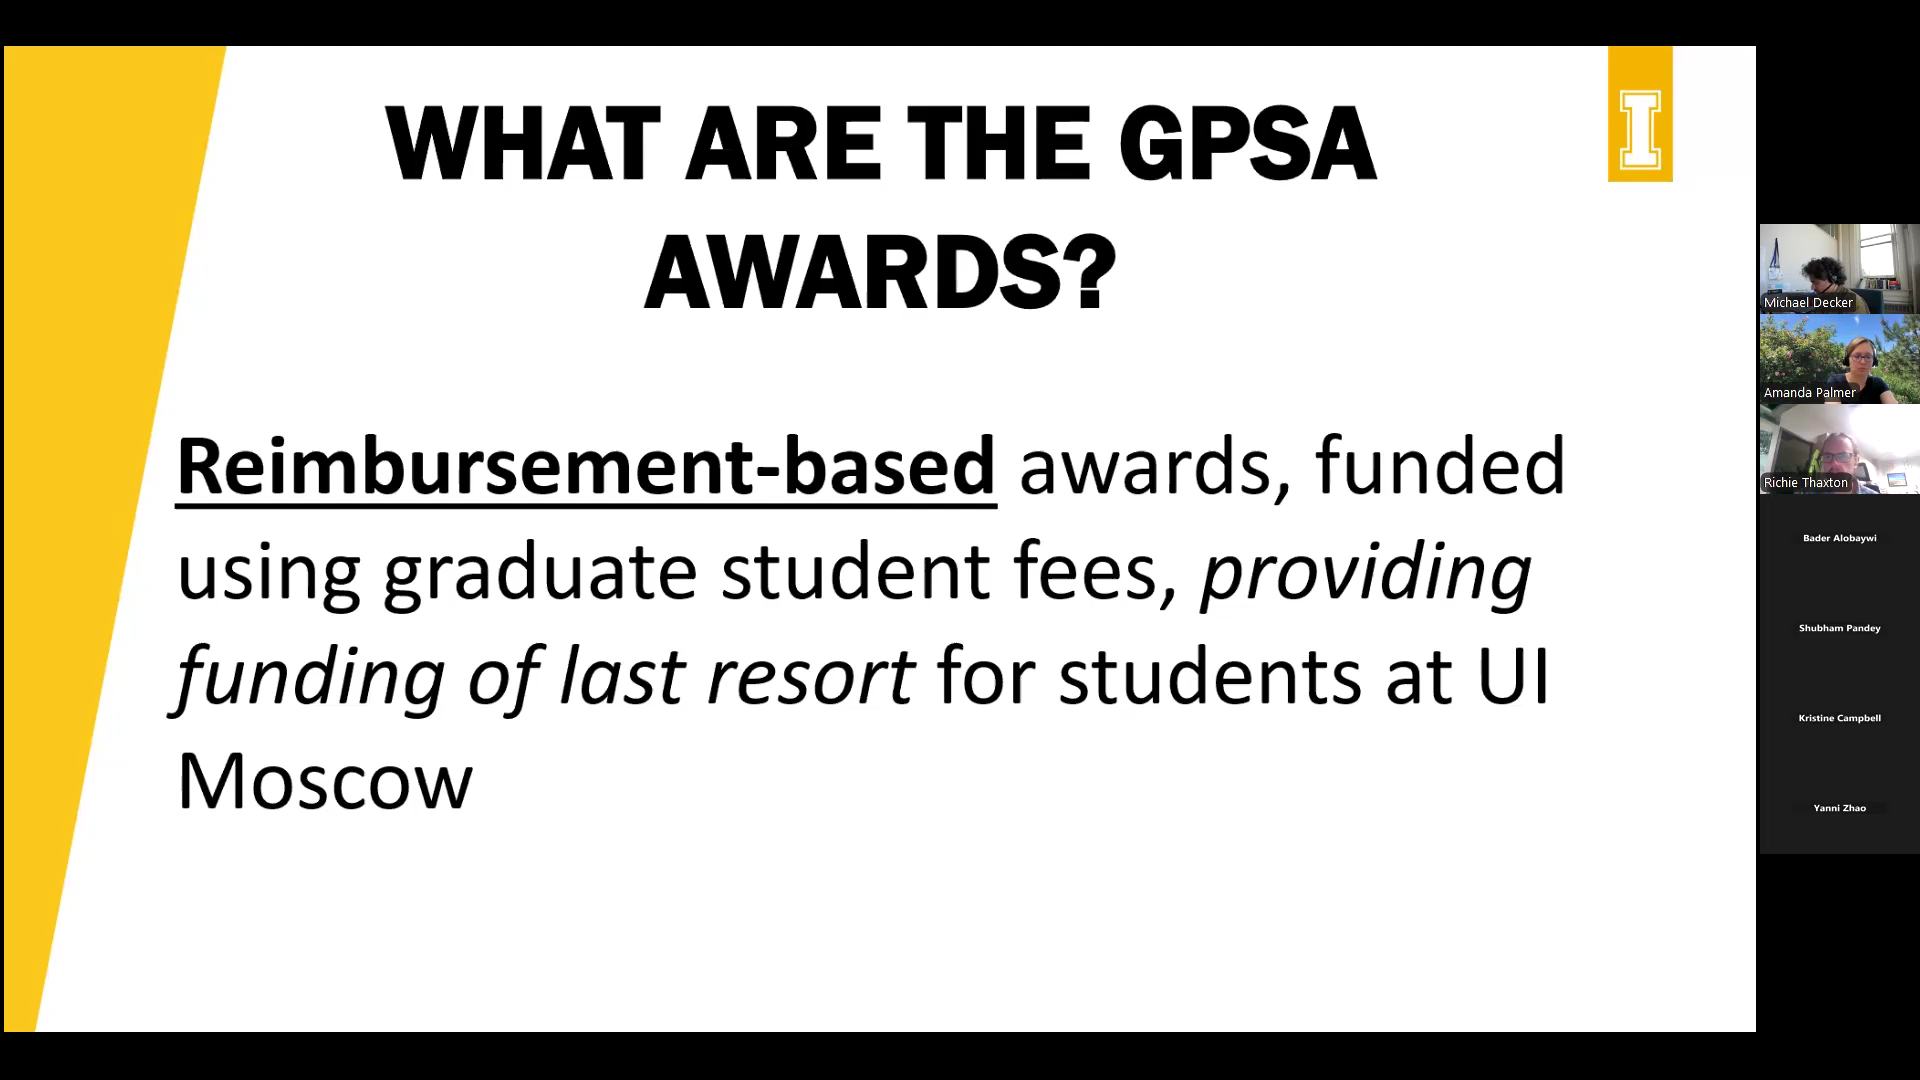 WHAT ARE THE GPSA
AWARDS?
Reimbursement-based awards, funded
using graduate student fees, providing
funding of last resort for students at UI
Moscow
I
Michael Decker
Amanda Palmer
Richie Thaxton
Bader Alobaywi
Shubham Pandey
Kristine Campbell
Yanni Zhao